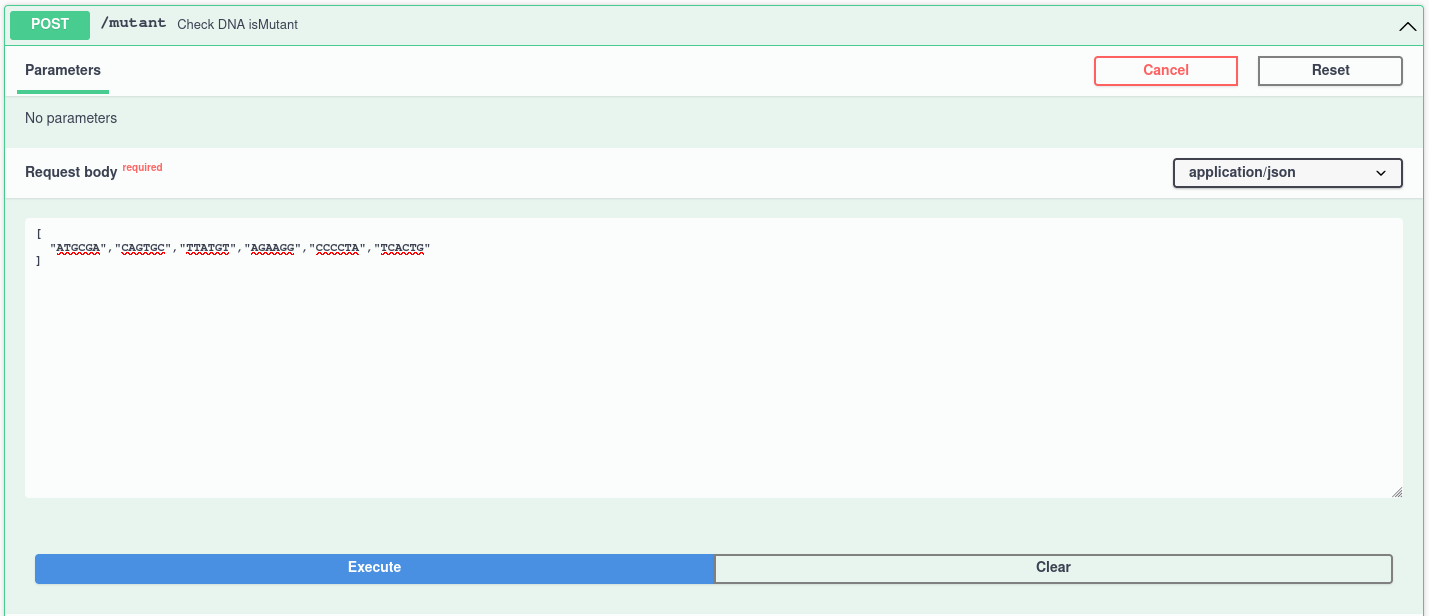 POST /mutant Check DNA isMutant
Parameters Cancel Reset
No parameters
Request body required application/json
[
"ATGCGA","CAGTGC","TTATGT","AGAAGG","CCCCTA","TCACTG"
]
Execute Clear